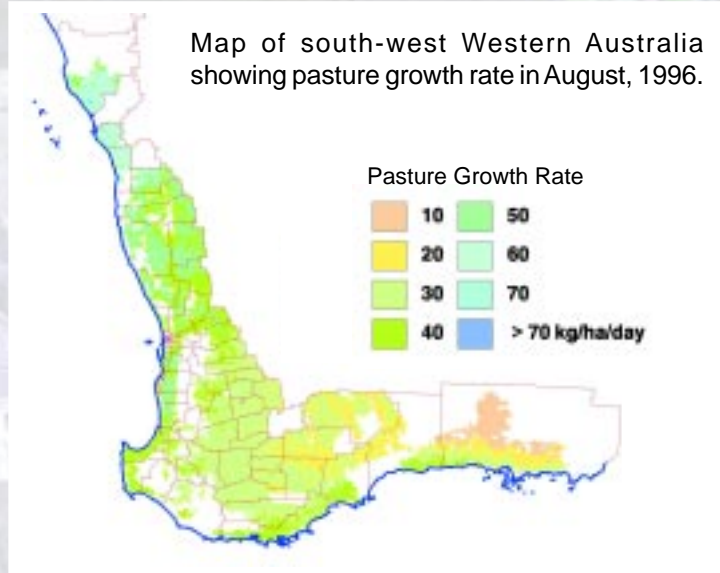 Map of south-west Western Australia
showing pasture growth rate in August, 1996.
Pasture Growth Rate
10 50
20 60
30 70
40 > 70 kg/ha/day